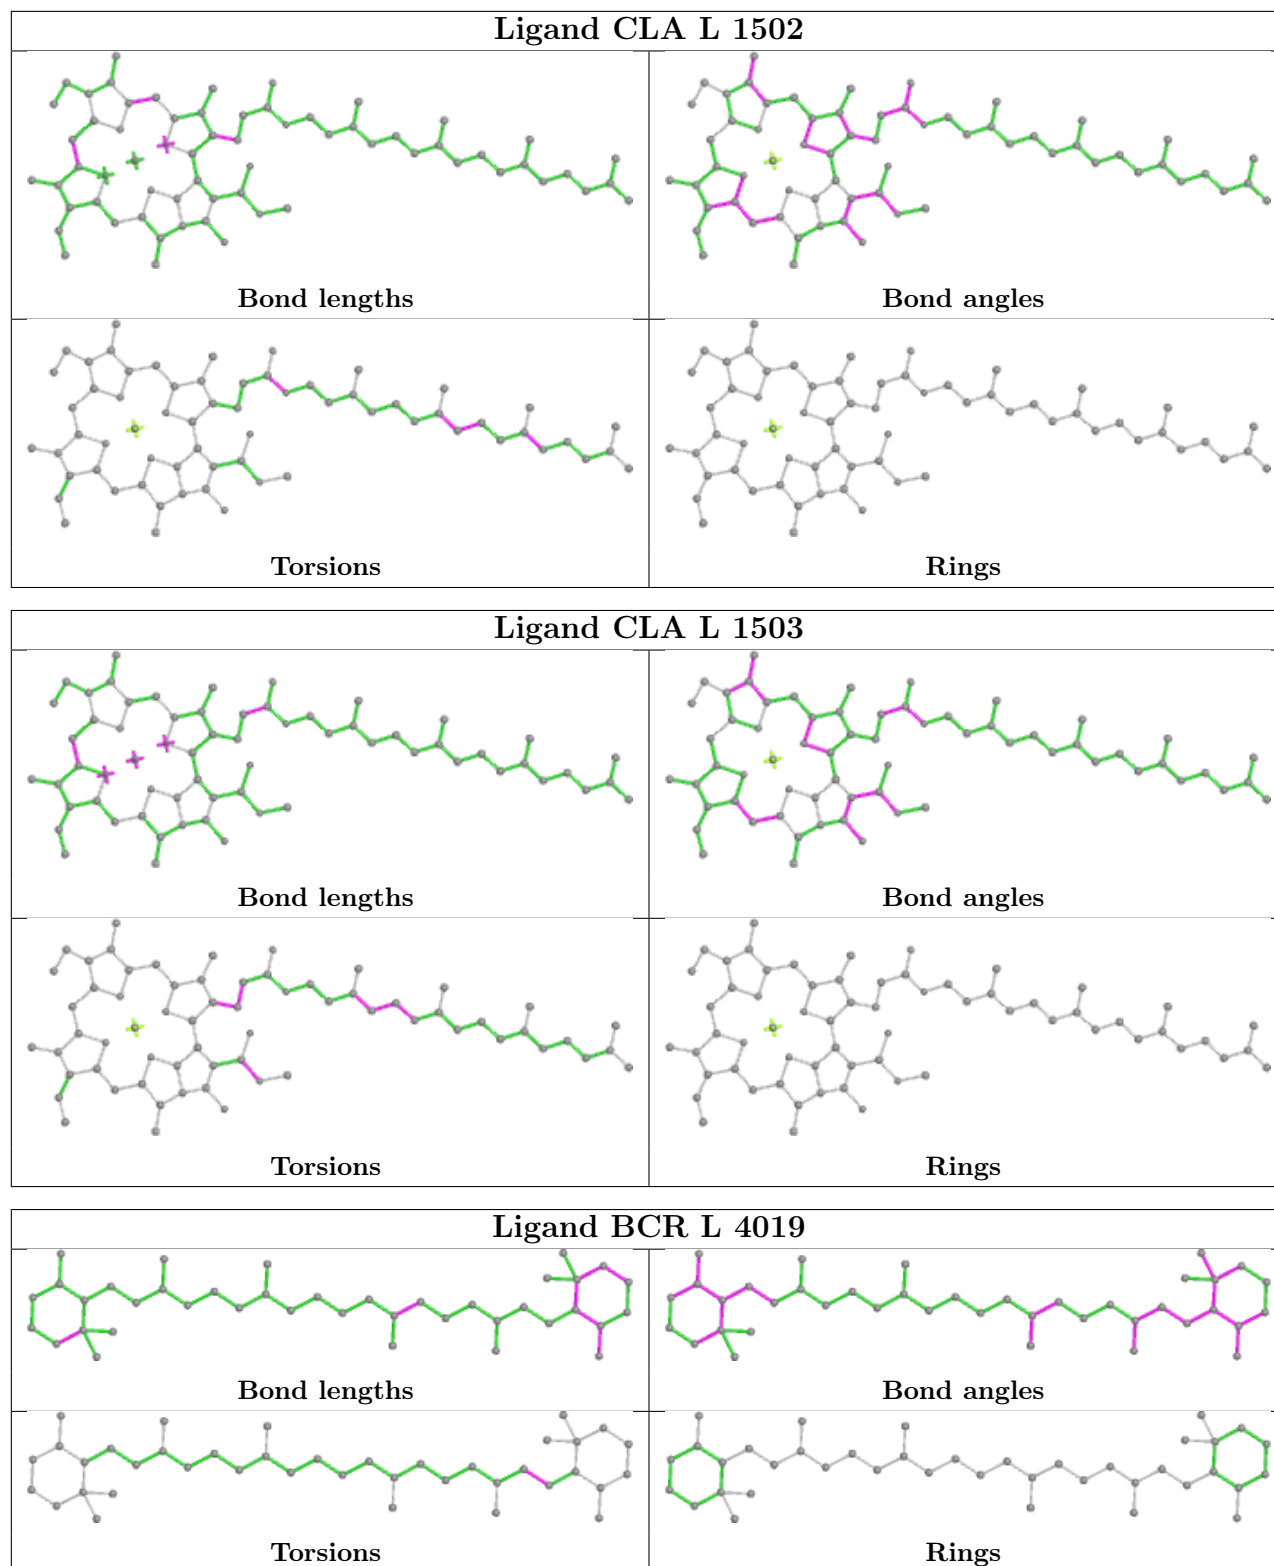 Ligand CLA L 1502
Bond lengths
Bond angles
Torsions
Rings
Ligand CLA L 1503
Bond lengths
Bond angles
Torsions
Rings
Ligand BCR L 4019
Bond lengths
Bond angles
Torsions
Rings